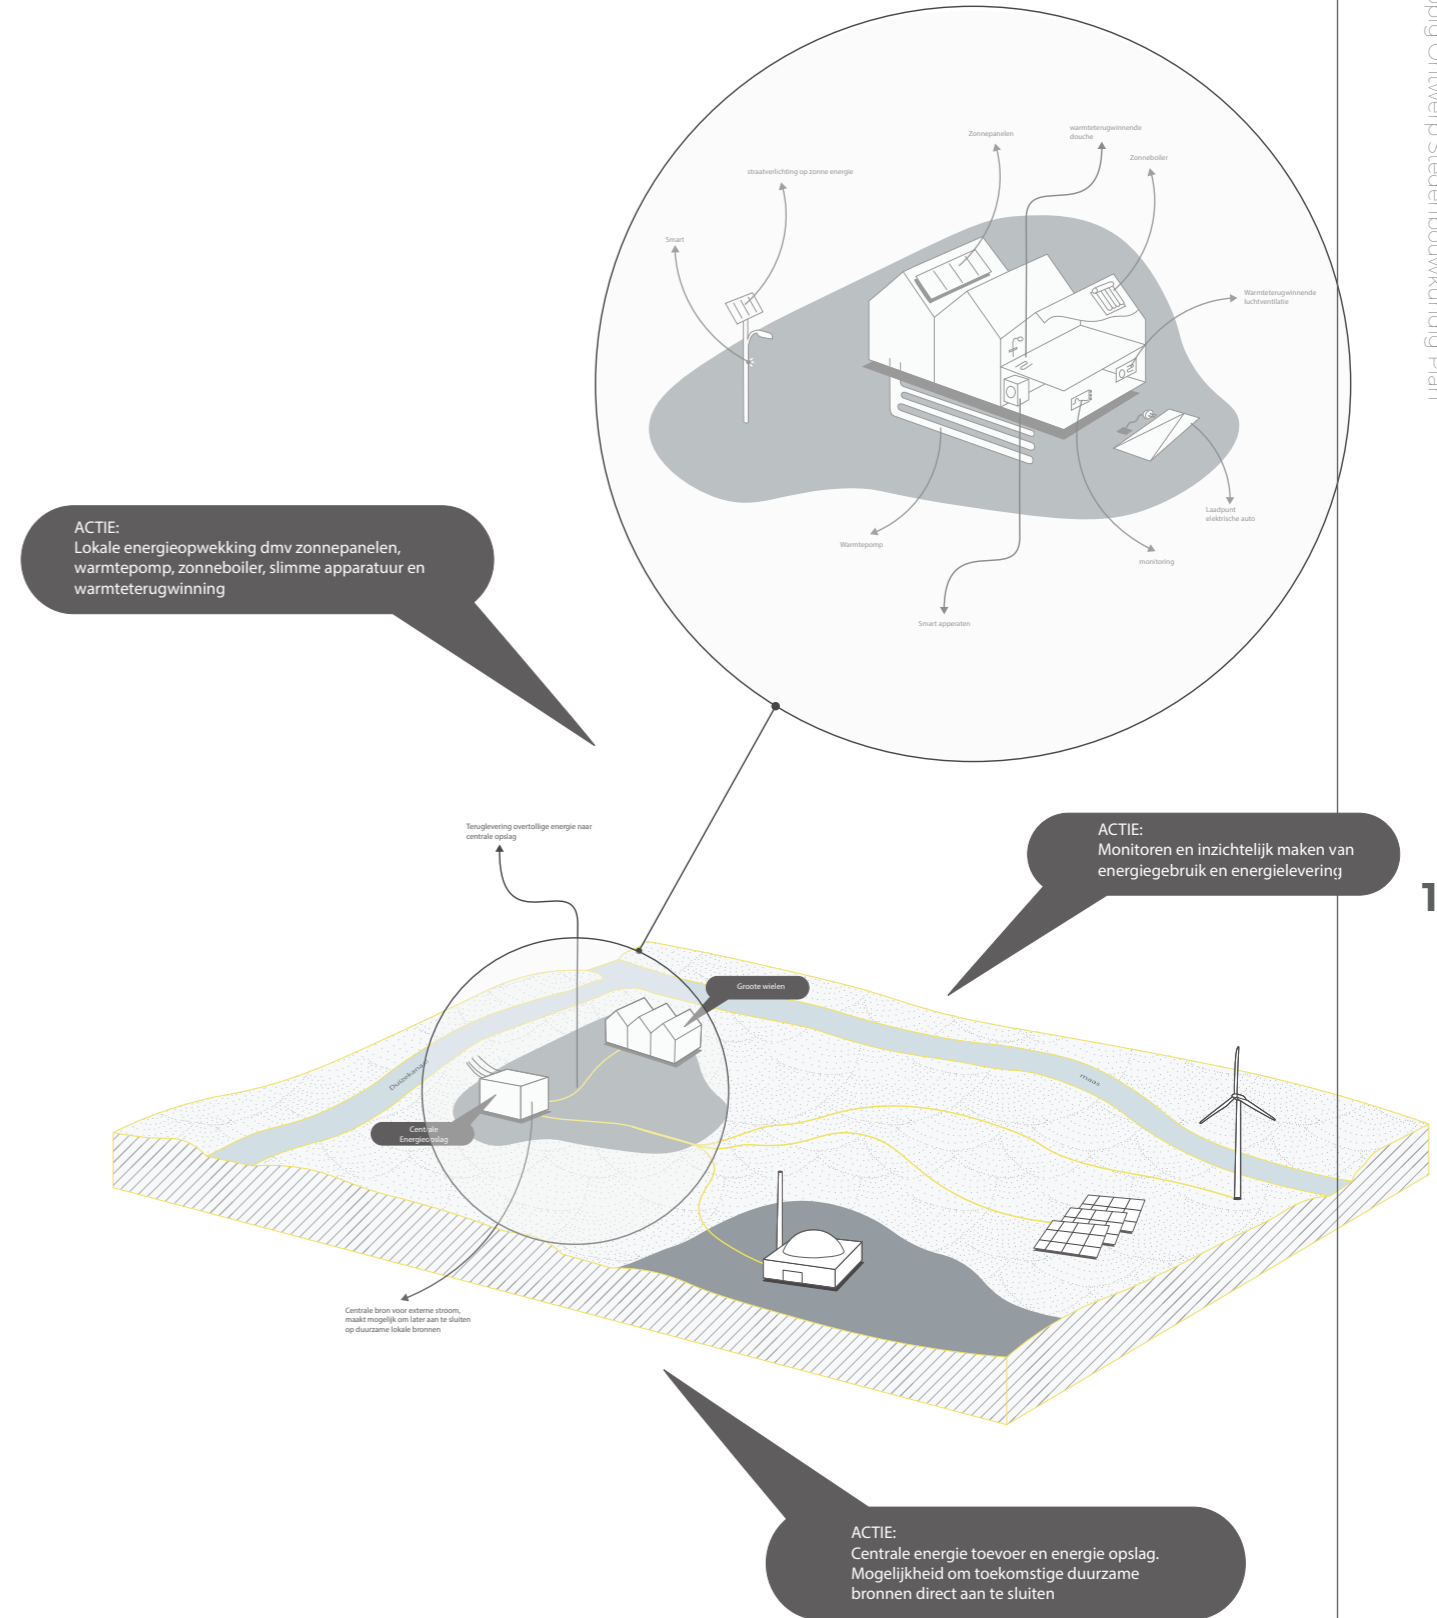 Ontwerp Stedenbouwkundig Plan
Zonnepanelen
warmteterugwinnende
douche
Zonneboiler
straatverlichting op zonne energie
Smart
Warmteterugwinnende
luchtventilatie
Laadpunt
elektrische auto
Warmtepomp
monitoring
Smart apperaten
ACTIE:
Lokale energieopwekking dmv zonnepanelen,
warmtepomp, zonneboiler, slimme apparatuur en
warmteterugwinning
Teruglevering overtollige energie naar
centrale opslag
ACTIE:
Monitoren en inzichtelijk maken van
energiegebruik en energielevering
1
Groote wielen
maas
Centrale
Energieopslag
Centrale bron voor externe stroom,
maakt mogelijk om later aan te sluiten
op duurzame lokale bronnen
ACTIE:
Centrale energie toevoer en energie opslag.
Mogelijkheid om toekomstige duurzame
bronnen direct aan te sluiten